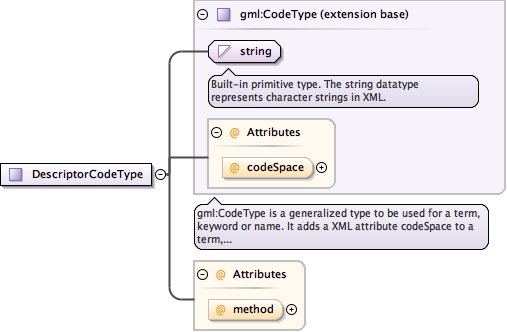 gml:CodeType (extension base)
string
Built-in primitive type. The string datatype
represents character strings in XML.
@ Attributes
@ codeSpace
DescriptorCodeType
gml:CodeType is a generalized type to be used for a term,
keyword or name. It adds a XML attribute codeSpace to a
term,...
@ Attributes
@ method